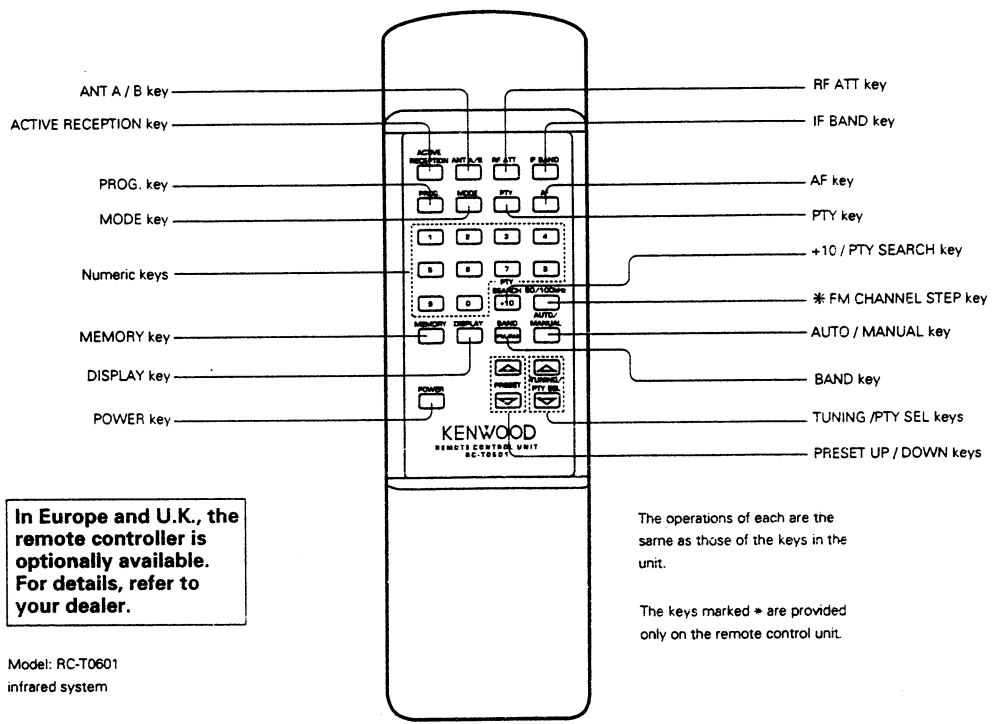 ANT A / B key
ACTIVE RECEPTION key
PROG. key
MODE key
Numeric keys
MEMORY key
DISPLAY key
POWER key
RF ATT key
IF BAND key
AF key
PTY key
+10 / PTY SEARCH key
* FM CHANNEL STEP key
AUTO / MANUAL key
BAND key
TUNING /PTY SEL keys
PRESET UP / DOWN keys
ACTIVE
RECEPTION ANT A/B RF ATT IF BAND
PROG. MODE PTY AF
1 2 3 4
5 6 7 8
PTY
SEARCH 50/100kHz
9 0 +10
AUTO/
MEMORY DISPLAY BAND MANUAL
PRESET
TUNING/
PTY SEL
POWER
KENWOOD
REMOTE CONTROL UNIT
RC-T0601
In Europe and U.K., the
remote controller is
optionally available.
For details, refer to
your dealer.
Model: RC-T0601
infrared system
The operations of each are the
same as those of the keys in the
unit.
The keys marked * are provided
only on the remote control unit.